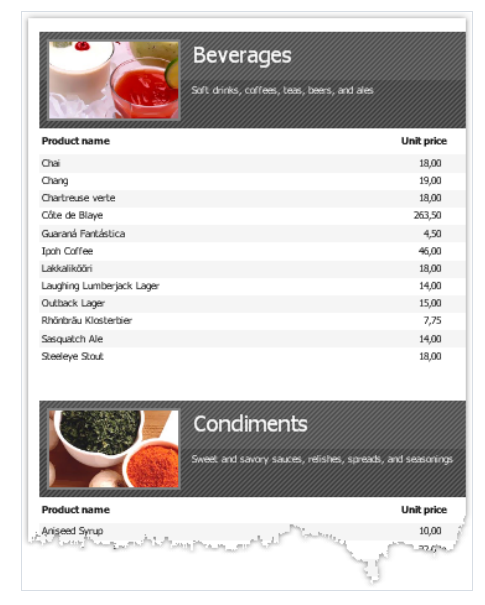 Beverages
Soft drinks, coffees, teas, beers, and ales
Product name Unit price
Chai 18,00
Chang 19,00
Chartreuse verte 18,00
Côte de Blaye 263,50
Guaraná Fantástica 4,50
Ipoh Coffee 46,00
Lakkalikööri 18,00
Laughing Lumberjack Lager 14,00
Outback Lager 15,00
Rhönbräu Klosterbier 7,75
Sasquatch Ale 14,00
Steeleye Stout 18,00
Condiments
Sweet and savory sauces, relishes, spreads, and seasonings
Product name Unit price
Aniseed Syrup 10,00